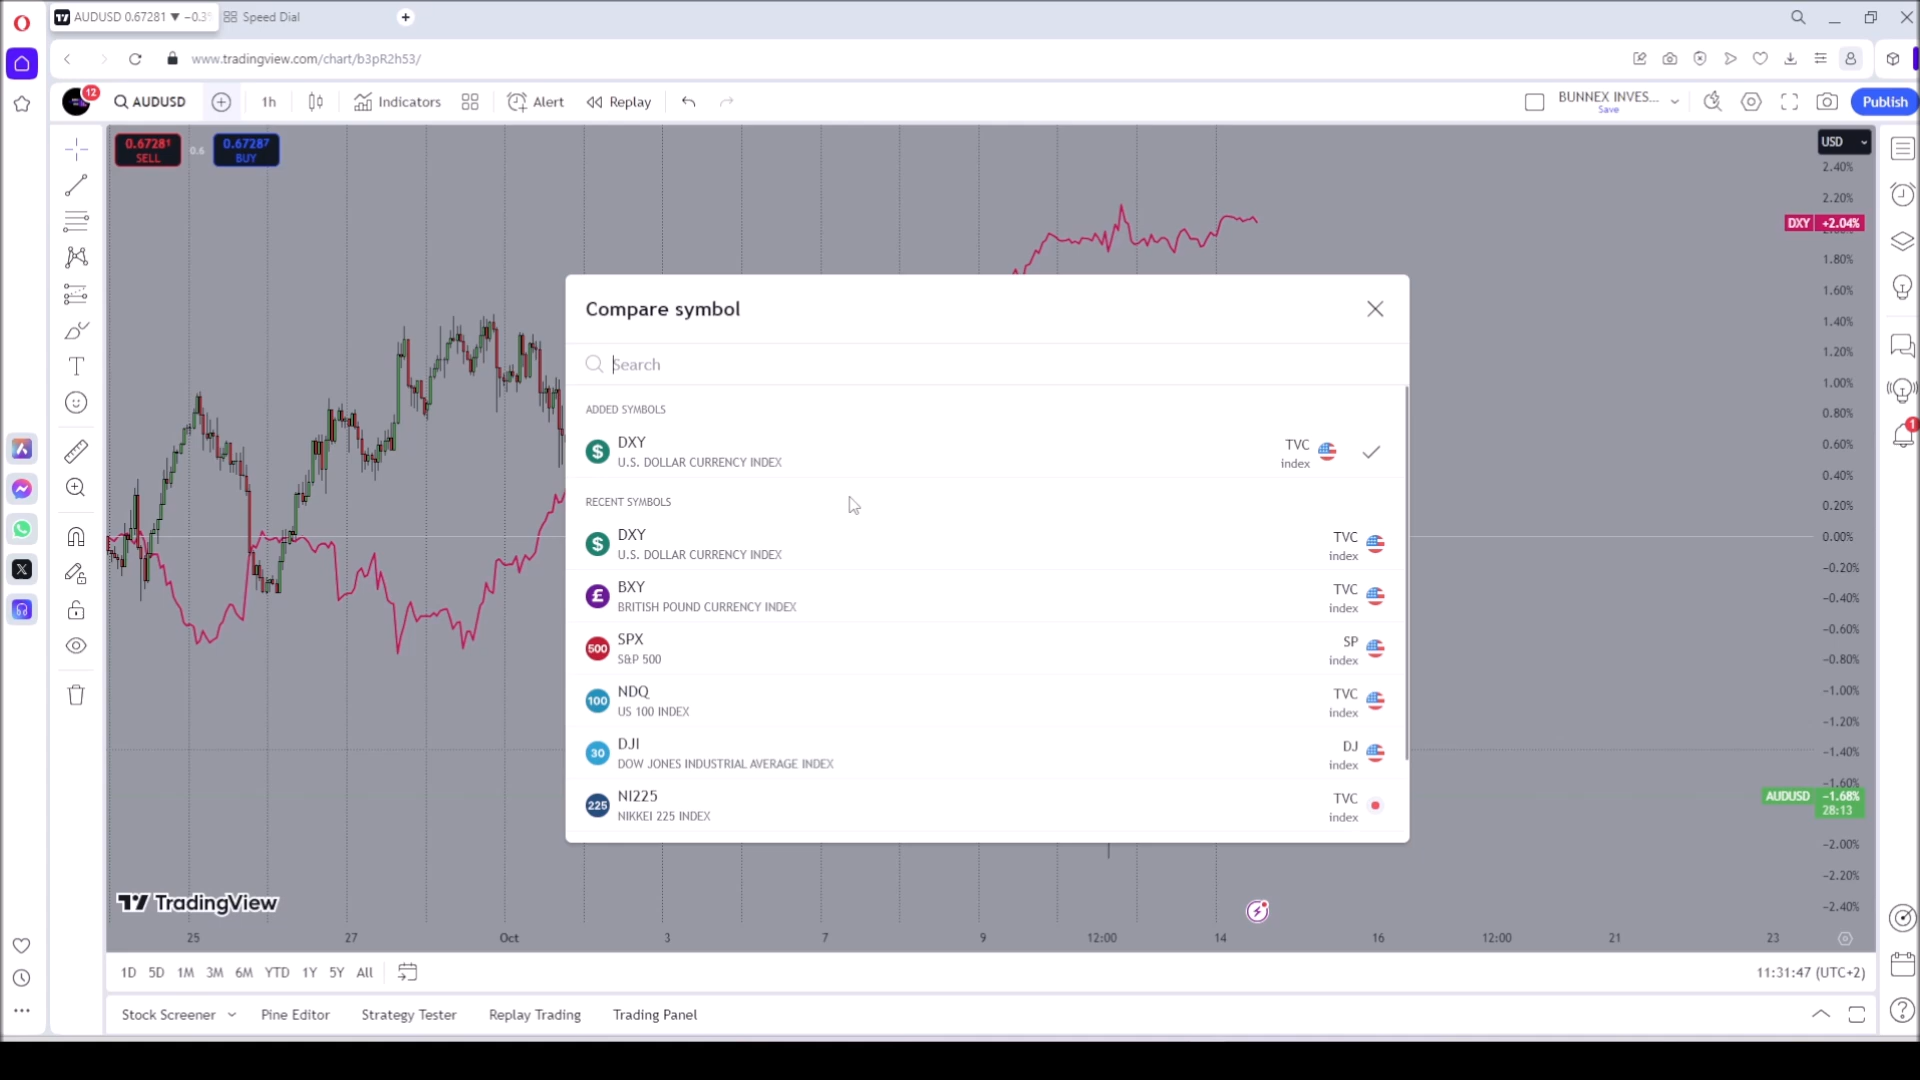 AUDUSD 0.67281 ▼ −0.3
Speed Dial
www.tradingview.com/chart/b3pR2h53/
12
AUDUSD
1h
Indicators
Alert
Replay
BUNNEX INVES...
Save
Publish
0.67281
SELL
0.6
0.67287
BUY
USD
2.40%
2.20%
DXY +2.04%
1.80%
1.60%
1.40%
1.20%
1.00%
0.80%
0.60%
0.40%
0.20%
0.00%
−0.20%
−0.40%
−0.60%
−0.80%
−1.00%
−1.20%
−1.40%
−1.60%
AUDUSD −1.68%
28:13
−2.00%
−2.20%
−2.40%
1
Compare symbol
Search
ADDED SYMBOLS
DXY
U.S. DOLLAR CURRENCY INDEX
TVC
index
RECENT SYMBOLS
DXY
U.S. DOLLAR CURRENCY INDEX
TVC
index
BXY
BRITISH POUND CURRENCY INDEX
TVC
index
500
SPX
S&P 500
SP
index
100
NDQ
US 100 INDEX
TVC
index
30
DJI
DOW JONES INDUSTRIAL AVERAGE INDEX
DJ
index
225
NI225
NIKKEI 225 INDEX
TVC
index
TradingView
25 27 Oct 3 7 9 12:00 14 16 12:00 21 23
1D 5D 1M 3M 6M YTD 1Y 5Y All
11:31:47 (UTC+2)
Stock Screener Pine Editor Strategy Tester Replay Trading Trading Panel